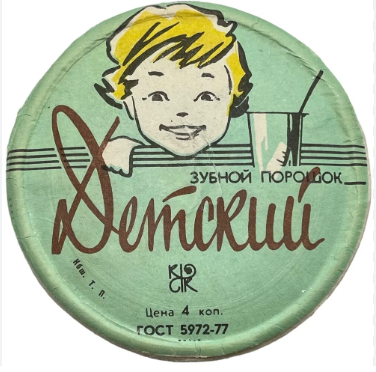 ЗУБНОЙ ПОРОШОК
Детский
Цена 4 коп.
ГОСТ 5972-77